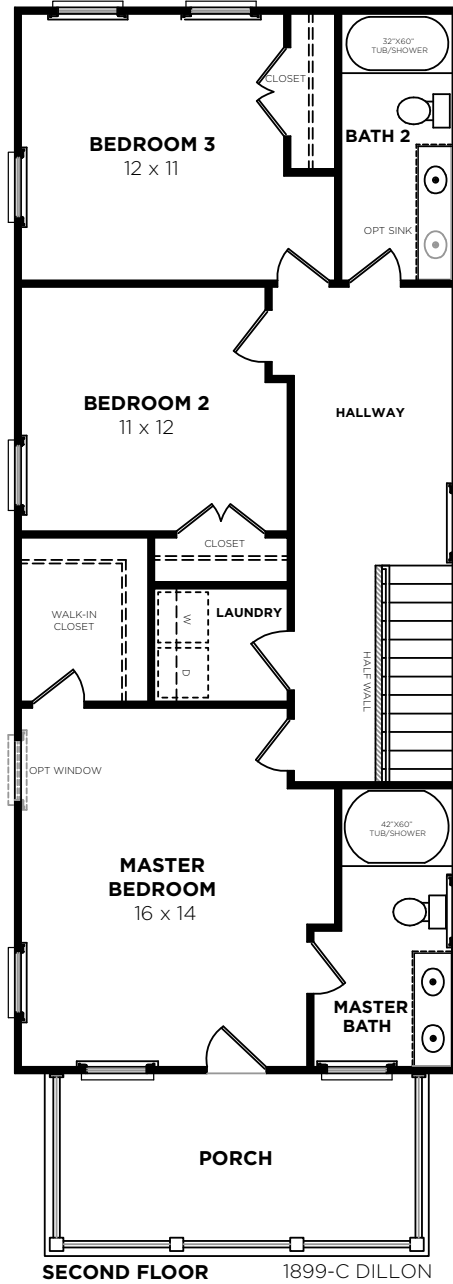 32"X60"
TUB/SHOWER
CLOSET
BEDROOM 3
12 x 11
BATH 2
OPT SINK
BEDROOM 2
11 x 12
HALLWAY
CLOSET
WALK-IN
CLOSET
LAUNDRY
W
D
HALF WALL
OPT WINDOW
42"X60"
TUB/SHOWER
MASTER
BEDROOM
16 x 14
MASTER
BATH
PORCH
SECOND FLOOR
1899-C DILLON